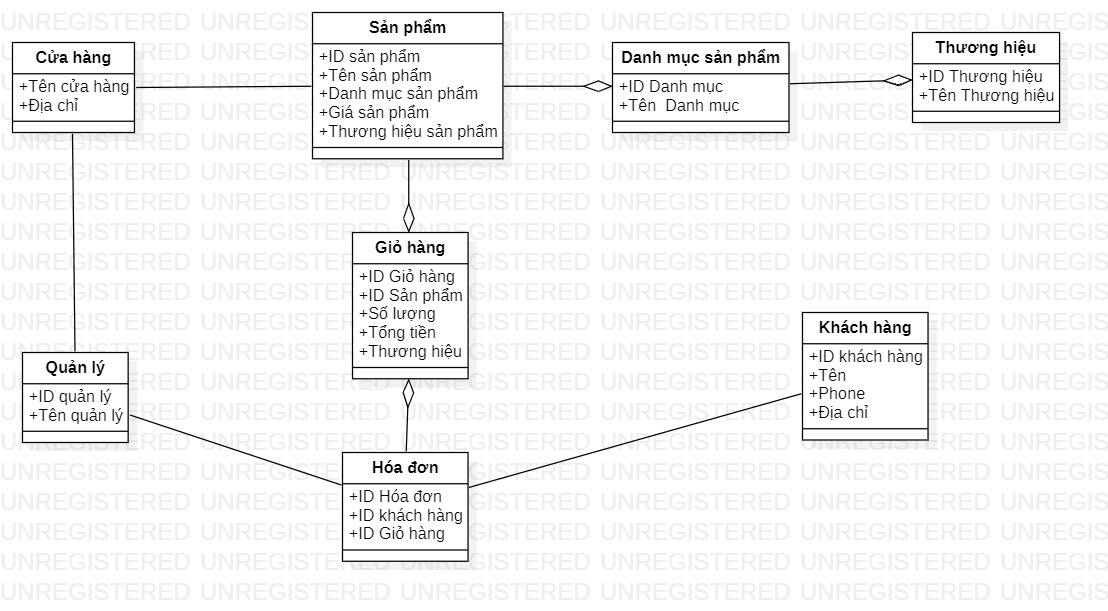 Cửa hàng
+Tên cửa hàng
+Địa chỉ
Sản phẩm
+ID sản phẩm
+Tên sản phẩm
+Danh mục sản phẩm
+Giá sản phẩm
+Thương hiệu sản phẩm
Danh mục sản phẩm
+ID Danh mục
+Tên  Danh mục
Thương hiệu
+ID Thương hiệu
+Tên Thương hiệu
Giỏ hàng
+ID Giỏ hàng
+ID Sản phẩm
+Số lượng
+Tổng tiền
+Thương hiệu
Khách hàng
+ID khách hàng
+Tên
+Phone
+Địa chỉ
Quản lý
+ID quản lý
+Tên quản lý
Hóa đơn
+ID Hóa đơn
+ID khách hàng
+ID Giỏ hàng
UNREGISTERED